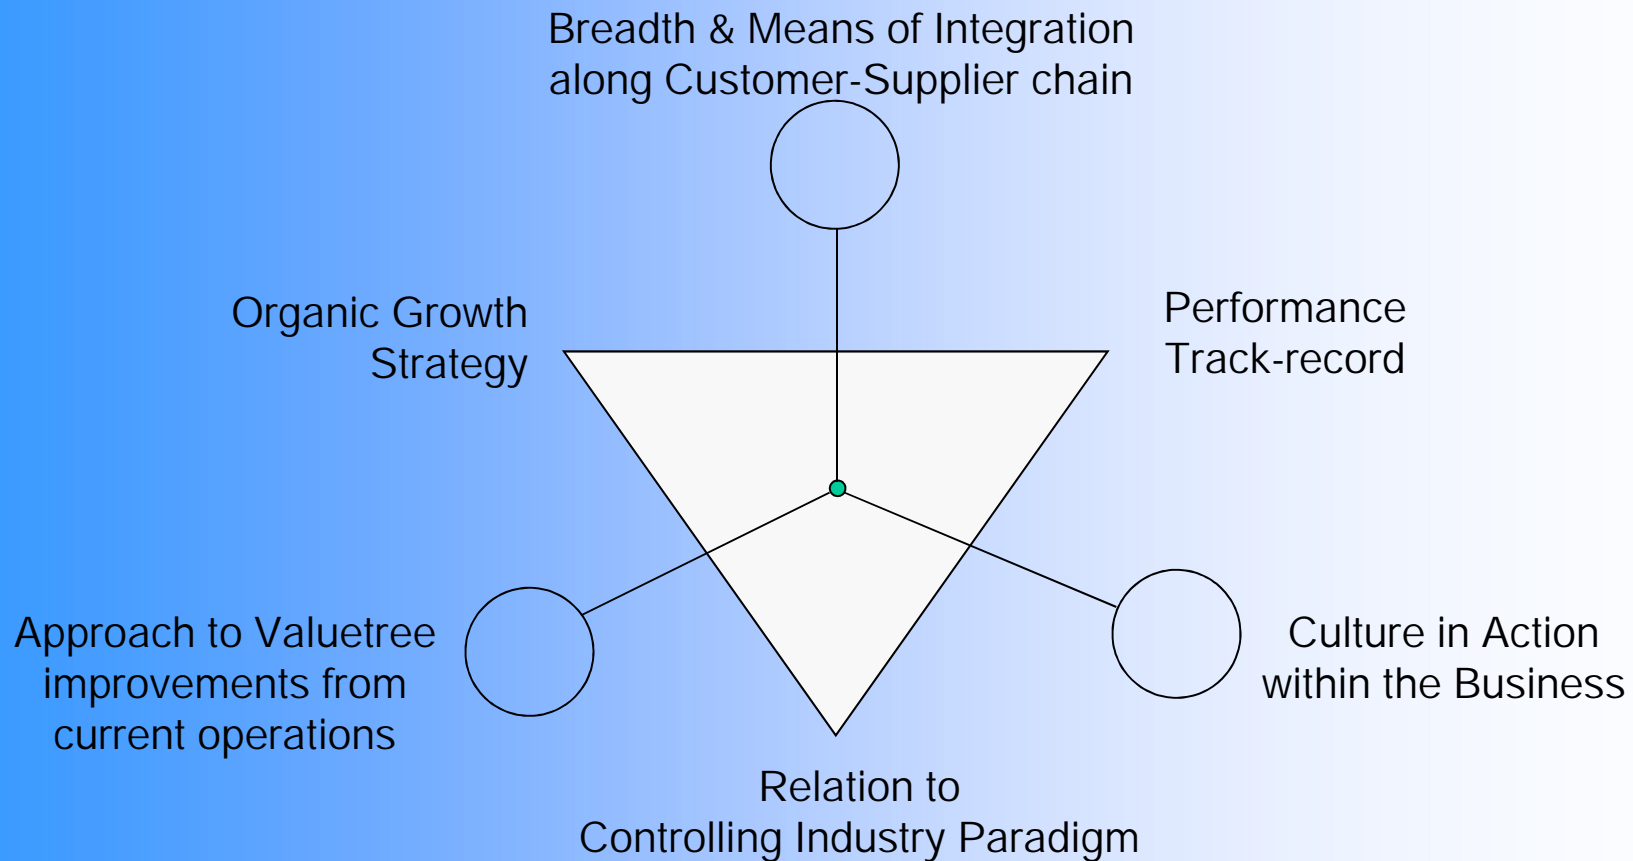 Breadth & Means of Integration
along Customer-Supplier chain
Organic Growth
Strategy
Performance
Track-record
Approach to Valuetree
improvements from
current operations
Culture in Action
within the Business
Relation to
Controlling Industry Paradigm